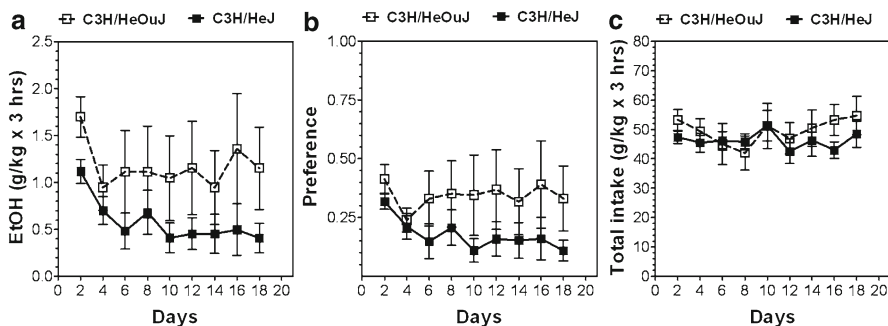 a
C3H/HeOuJ C3H/HeJ
EtOH (g/kg x 3 hrs)
2.5
2.0
1.5
1.0
0.5
0.0
0 2 4 6 8 10 12 14 16 18 20
Days
b
C3H/HeOuJ C3H/HeJ
Preference
1.00
0.75
0.50
0.25
0 2 4 6 8 10 12 14 16 18 20
Days
c
C3H/HeOuJ C3H/HeJ
Total intake (g/kg x 3 hrs)
80
70
60
50
40
30
20
10
0
0 2 4 6 8 10 12 14 16 18 20
Days